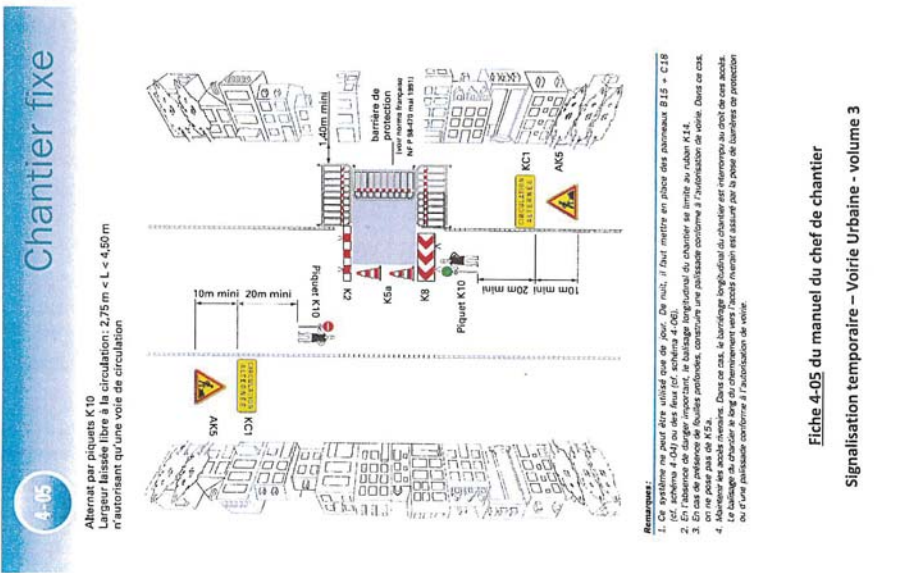 4-05
Chantier fixe
Alternat par piquets K10
Largeur laissée libre à la circulation : 2,75 m < L < 4,50 m
n'autorisant qu'une voie de circulation
AK5
KC1
CIRCULATION
ALTERNÉE
10m mini
20m mini
Piquet K10
K2
K5a
K8
Piquet K10
1,40m mini
barrière de
protection
(voir norme française
NF P 98-470 mai 1991)
20m mini
10m mini
CIRCULATION
ALTERNÉE
KC1
AK5
Remarques :
1. Ce système ne peut être utilisé que de jour. De nuit, il faut mettre en place des panneaux B15 + C18
(cf. schéma 4-04) ou des feux (cf. schéma 4-06).
2. En l'absence de danger important, le balisage longitudinal du chantier se limite au ruban K14.
3. En cas de présence de fouilles profondes, construire une palissade conforme à l'autorisation de voirie. Dans ce cas,
on ne pose pas de K5a.
4. Maintenir les accès riverains. Dans ce cas, le barriérage longitudinal du chantier est interrompu au droit de ces accès.
Le balisage du chantier le long du cheminement vers l'accès riverain est assuré par la pose de barrières de protection
ou d'une palissade conforme à l'autorisation de voirie.
Fiche 4-05 du manuel du chef de chantier
Signalisation temporaire – Voirie Urbaine - volume 3